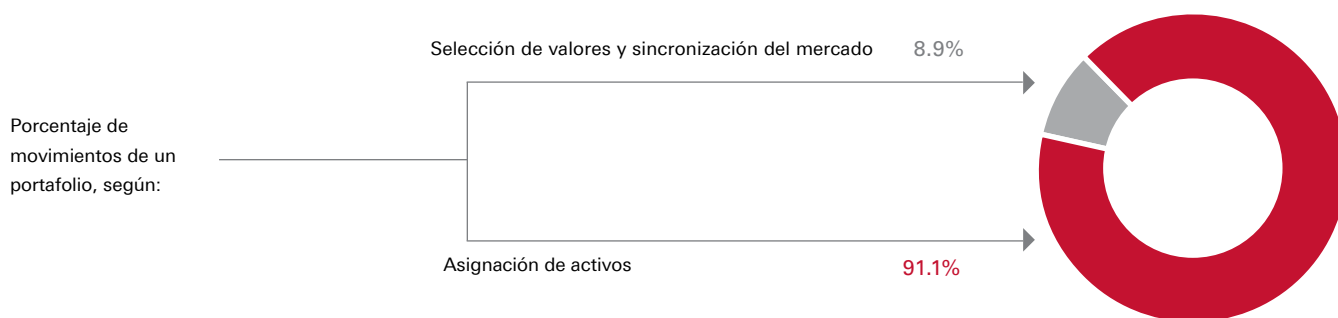 Selección de valores y sincronización del mercado 8.9%
Porcentaje de
movimientos de un
portafolio, según:
Asignación de activos 91.1%